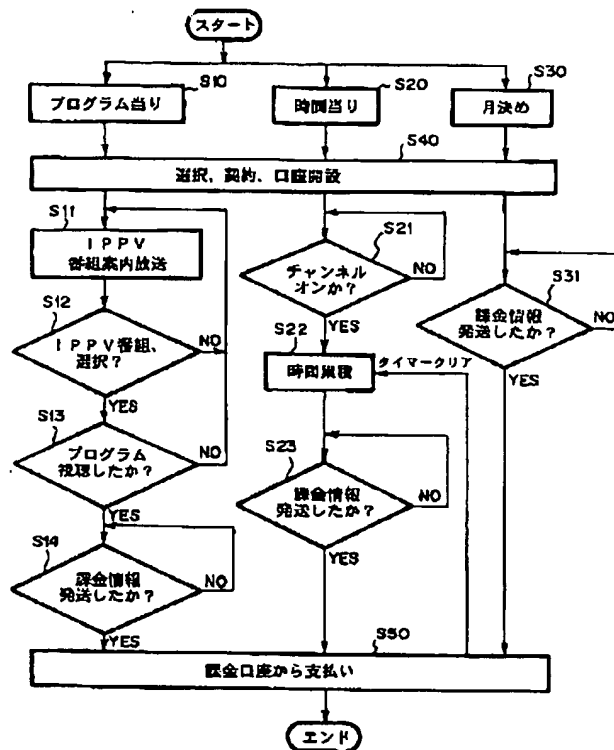 スタート
S10
S20
S30
プログラム当り
時間当り
月決め
S40
選択、契約、口座開設
S11
IPPV
番組案内放送
S21
チャンネル
オンか?
NO
YES
S31
課金情報
発送したか?
NO
YES
S12
IPPV番組、
選択?
NO
YES
S22
時間累積
タイマークリア
S13
プログラム
視聴したか?
NO
YES
S23
課金情報
発送したか?
NO
YES
S14
課金情報
発送したか?
NO
YES
S50
課金口座から支払い
エンド